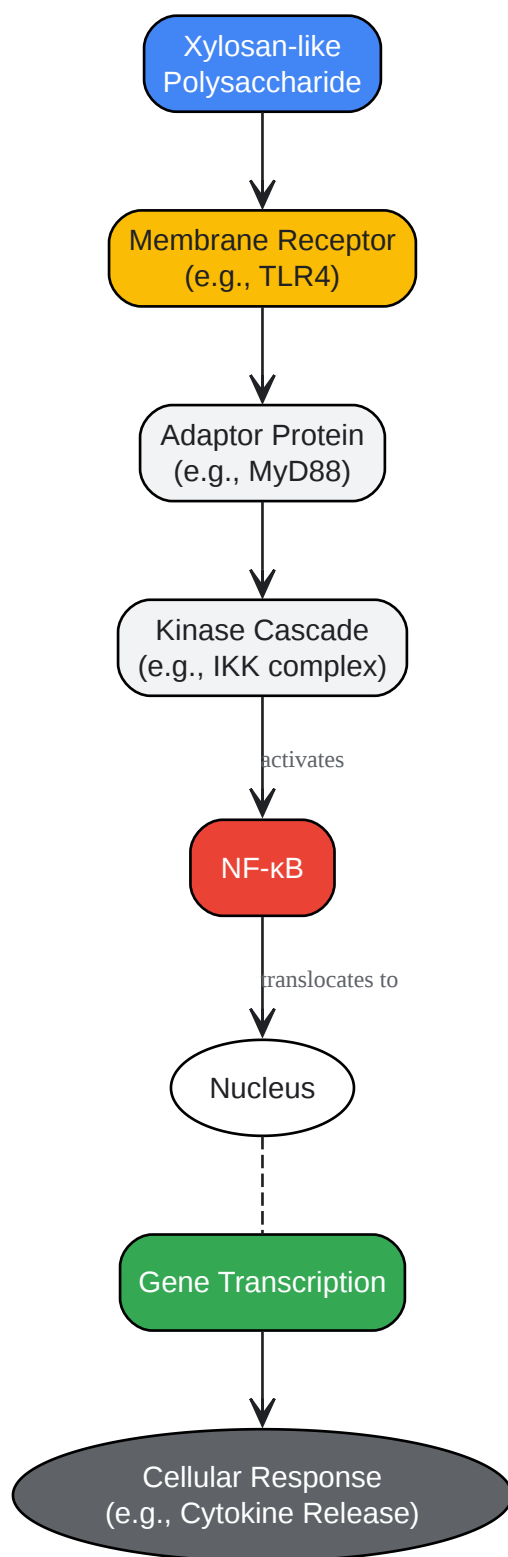 Xylosan-like
Polysaccharide
Membrane Receptor
(e.g., TLR4)
Adaptor Protein
(e.g., MyD88)
Kinase Cascade
(e.g., IKK complex)
activates
NF-κB
translocates to
Nucleus
Gene Transcription
Cellular Response
(e.g., Cytokine Release)